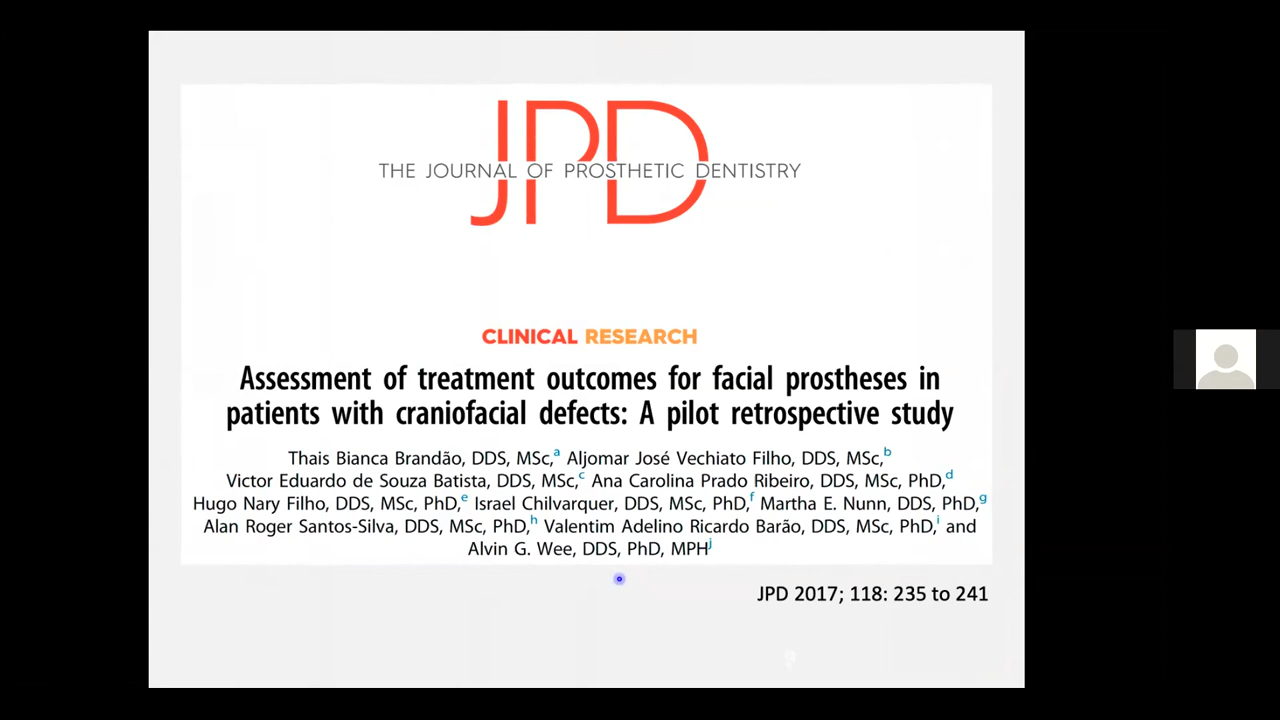 JPD
THE JOURNAL OF PROSTHETIC DENTISTRY
CLINICAL RESEARCH
Assessment of treatment outcomes for facial prostheses in
patients with craniofacial defects: A pilot retrospective study
Thais Bianca Brandão, DDS, MSc,a Aljomar José Vechiato Filho, DDS, MSc,b
Victor Eduardo de Souza Batista, DDS, MSc,c Ana Carolina Prado Ribeiro, DDS, MSc, PhD,d
Hugo Nary Filho, DDS, MSc, PhD,e Israel Chilvarquer, DDS, MSc, PhD,f Martha E. Nunn, DDS, PhD,g
Alan Roger Santos-Silva, DDS, MSc, PhD,h Valentim Adelino Ricardo Barão, DDS, MSc, PhD,i and
Alvin G. Wee, DDS, PhD, MPHj
JPD 2017; 118: 235 to 241